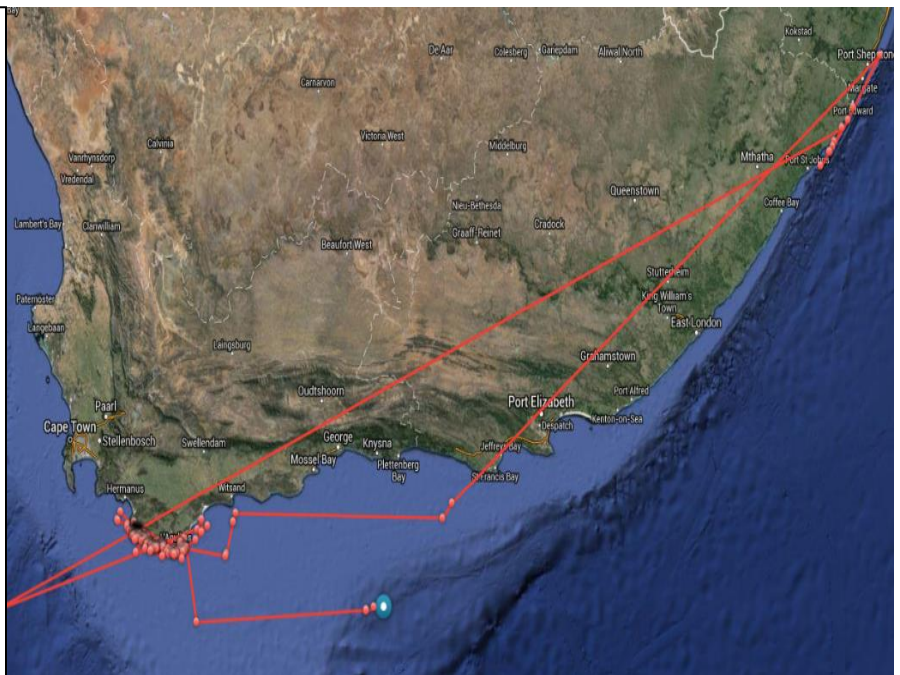 Kokstad
De Aar
Colesberg
Gariepdam
Aliwal North
Port Shepstone
Carnarvon
Margate
Port Edward
Victoria West
Calvinia
Middelburg
Vanrhynsdorp
Mthatha
Port St Johns
Vredendal
Queenstown
Nieu-Bethesda
Coffee Bay
Lambert's Bay
Clanwilliam
Graaff-Reinet
Cradock
Beaufort West
Stutterheim
Paternoster
King William's
Town
Langebaan
East London
Laingsburg
Grahamstown
Oudtshoorn
Port Alfred
Paarl
Port Elizabeth
Kenton-on-Sea
Cape Town
Despatch
Stellenbosch
Swellendam
George
Knysna
Jeffreys Bay
Mossel Bay
Plettenberg
Bay
St Francis Bay
Hermanus
Witsand